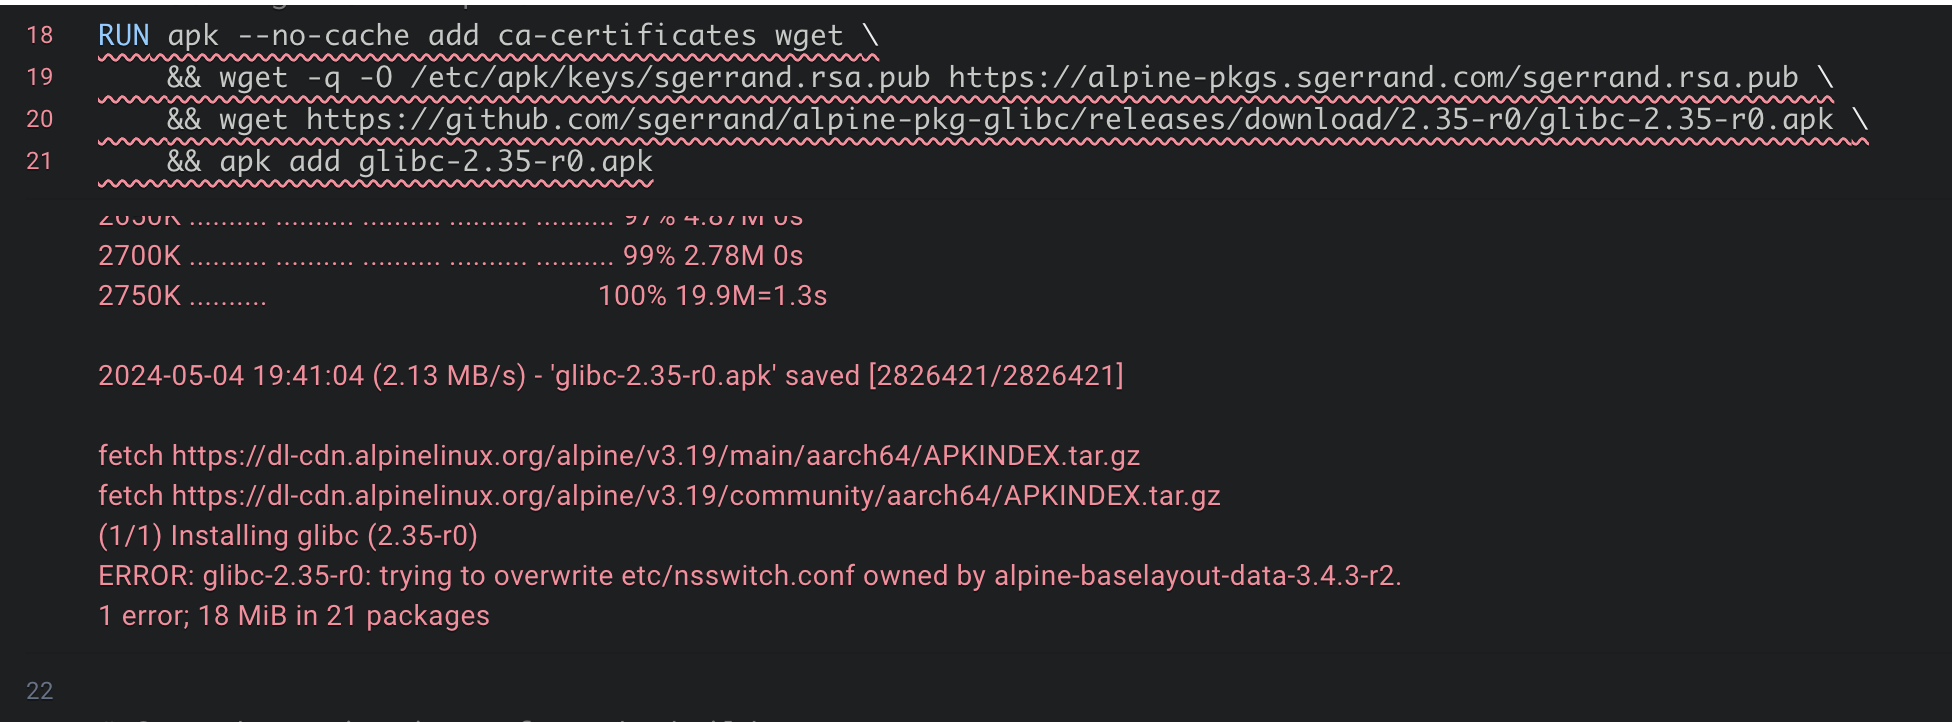 18 RUN apk --no-cache add ca-certificates wget \
19 && wget -q -O /etc/apk/keys/sgerrand.rsa.pub https://alpine-pkgs.sgerrand.com/sgerrand.rsa.pub \
20 && wget https://github.com/sgerrand/alpine-pkg-glibc/releases/download/2.35-r0/glibc-2.35-r0.apk \
21 && apk add glibc-2.35-r0.apk
2650K .......... .......... .......... .......... .......... 97% 4.87M 0s
2700K .......... .......... .......... .......... .......... 99% 2.78M 0s
2750K .......... 100% 19.9M=1.3s
2024-05-04 19:41:04 (2.13 MB/s) - 'glibc-2.35-r0.apk' saved [2826421/2826421]
fetch https://dl-cdn.alpinelinux.org/alpine/v3.19/main/aarch64/APKINDEX.tar.gz
fetch https://dl-cdn.alpinelinux.org/alpine/v3.19/community/aarch64/APKINDEX.tar.gz
(1/1) Installing glibc (2.35-r0)
ERROR: glibc-2.35-r0: trying to overwrite etc/nsswitch.conf owned by alpine-baselayout-data-3.4.3-r2.
1 error; 18 MiB in 21 packages
22